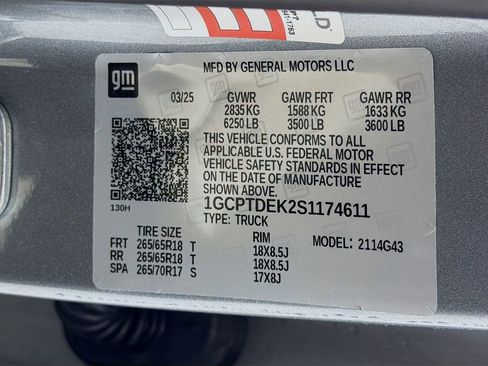 gm
MFD BY GENERAL MOTORS LLC
03/25 GVWR GAWR FRT GAWR RR
2835 KG 1588 KG 1633 KG
6250 LB 3500 LB 3600 LB
THIS VEHICLE CONFORMS TO ALL
APPLICABLE U.S. FEDERAL MOTOR
VEHICLE SAFETY STANDARDS IN EFFECT
ON THE DATE OF MANUFACTURE
SHOWN ABOVE.
1GCPTDEK2S1174611
130H TYPE: TRUCK
TIRE SIZE RIM MODEL: 2114G43
FRT 265/65R18 T 18X8.5J
RR 265/65R18 T 18X8.5J
SPA 265/70R17 S 17X8J